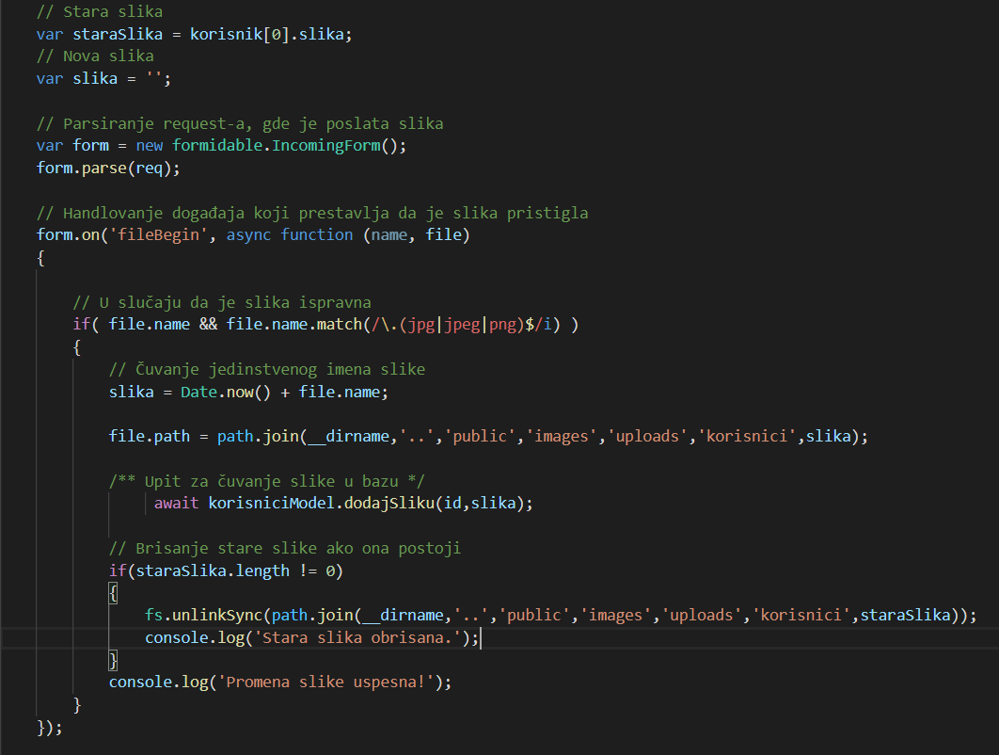 // Stara slika
var staraSlika = korisnik[0].slika;
// Nova slika
var slika = '';
// Parsiranje request-a, gde je poslata slika
var form = new formidable.IncomingForm();
form.parse(req);
// Handlovanje događaja koji prestavlja da je slika pristigla
form.on('fileBegin', async function (name, file)
{
// U slučaju da je slika ispravna
if( file.name && file.name.match(/\.(jpg|jpeg|png)$/i) )
{
// Čuvanje jedinstvenog imena slike
slika = Date.now() + file.name;
file.path = path.join(__dirname,'..','public','images','uploads','korisnici',slika);
/** Upit za čuvanje slike u bazu */
await korisniciModel.dodajSliku(id,slika);
// Brisanje stare slike ako ona postoji
if(staraSlika.length != 0)
{
fs.unlinkSync(path.join(__dirname,'..','public','images','uploads','korisnici',staraSlika));
console.log('Stara slika obrisana.');
}
console.log('Promena slike uspesna!');
}
});